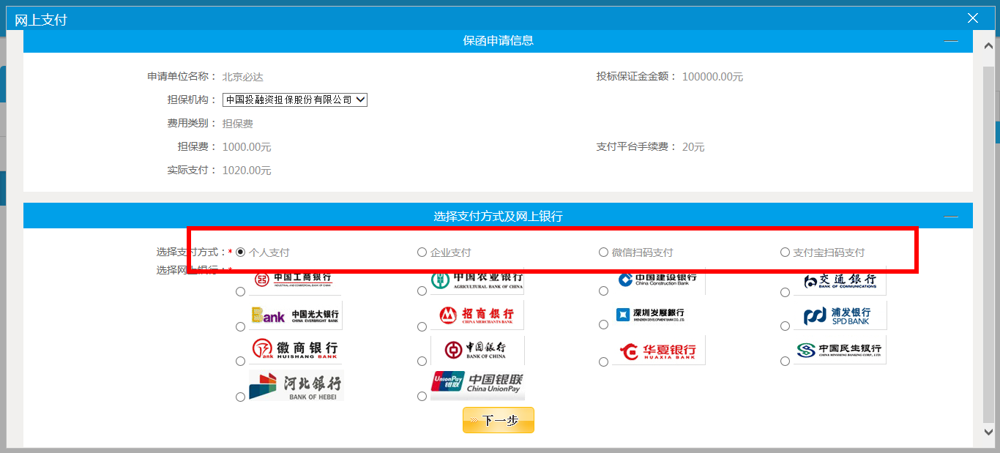 网上支付
保函申请信息
申请单位名称： 北京必达 投标保证金金额： 100000.00元
担保机构： 中国投融资担保股份有限公司
费用类别： 担保费
担保费： 1000.00元 支付平台手续费： 20元
实际支付： 1020.00元
选择支付方式及网上银行
选择支付方式：* 个人支付 企业支付 微信扫码支付 支付宝扫码支付
选择网上银行：*
中国工商银行 INDUSTRIAL AND COMMERCIAL BANK OF CHINA
中国农业银行 AGRICULTURAL BANK OF CHINA
中国建设银行 China Construction Bank
交通银行 BANK OF COMMUNICATIONS
Bank 中国光大银行 CHINA EVERBRIGHT BANK
招商银行 CHINA MERCHANTS BANK
深圳发展銀行 SHENZHEN DEVELOPMENT BANK CO., LTD.
浦发银行 SPD BANK
徽商银行 HUISHANG BANK
中国银行 BANK OF CHINA
华夏银行 HUAXIA BANK
中国民生银行 CHINA MINSHENG BANKING CORP., LTD.
河北银行 BANK OF HEBEI
UnionPay 银联 中国银联 China UnionPay
下一步